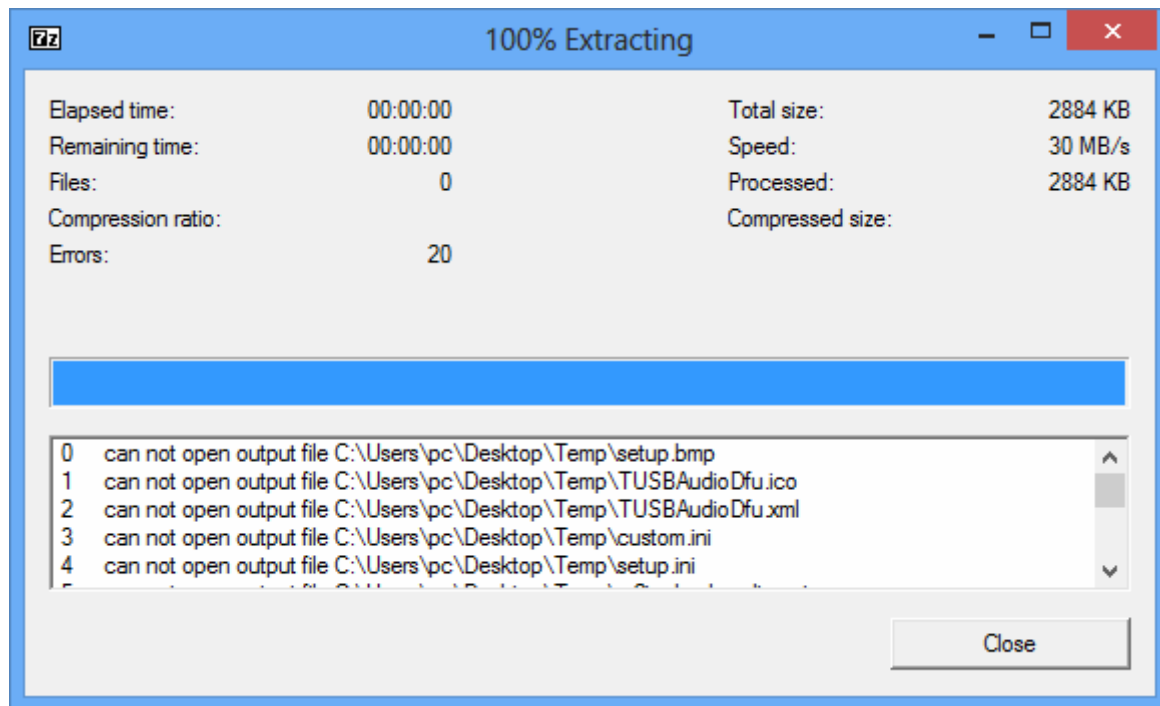 7z 100% Extracting
Elapsed time: 00:00:00 Total size: 2884 KB
Remaining time: 00:00:00 Speed: 30 MB/s
Files: 0 Processed: 2884 KB
Compression ratio: Compressed size:
Errors: 20
0 can not open output file C:\Users\pc\Desktop\Temp\setup.bmp
1 can not open output file C:\Users\pc\Desktop\Temp\TUSBAudioDfu.ico
2 can not open output file C:\Users\pc\Desktop\Temp\TUSBAudioDfu.xml
3 can not open output file C:\Users\pc\Desktop\Temp\custom.ini
4 can not open output file C:\Users\pc\Desktop\Temp\setup.ini
Close